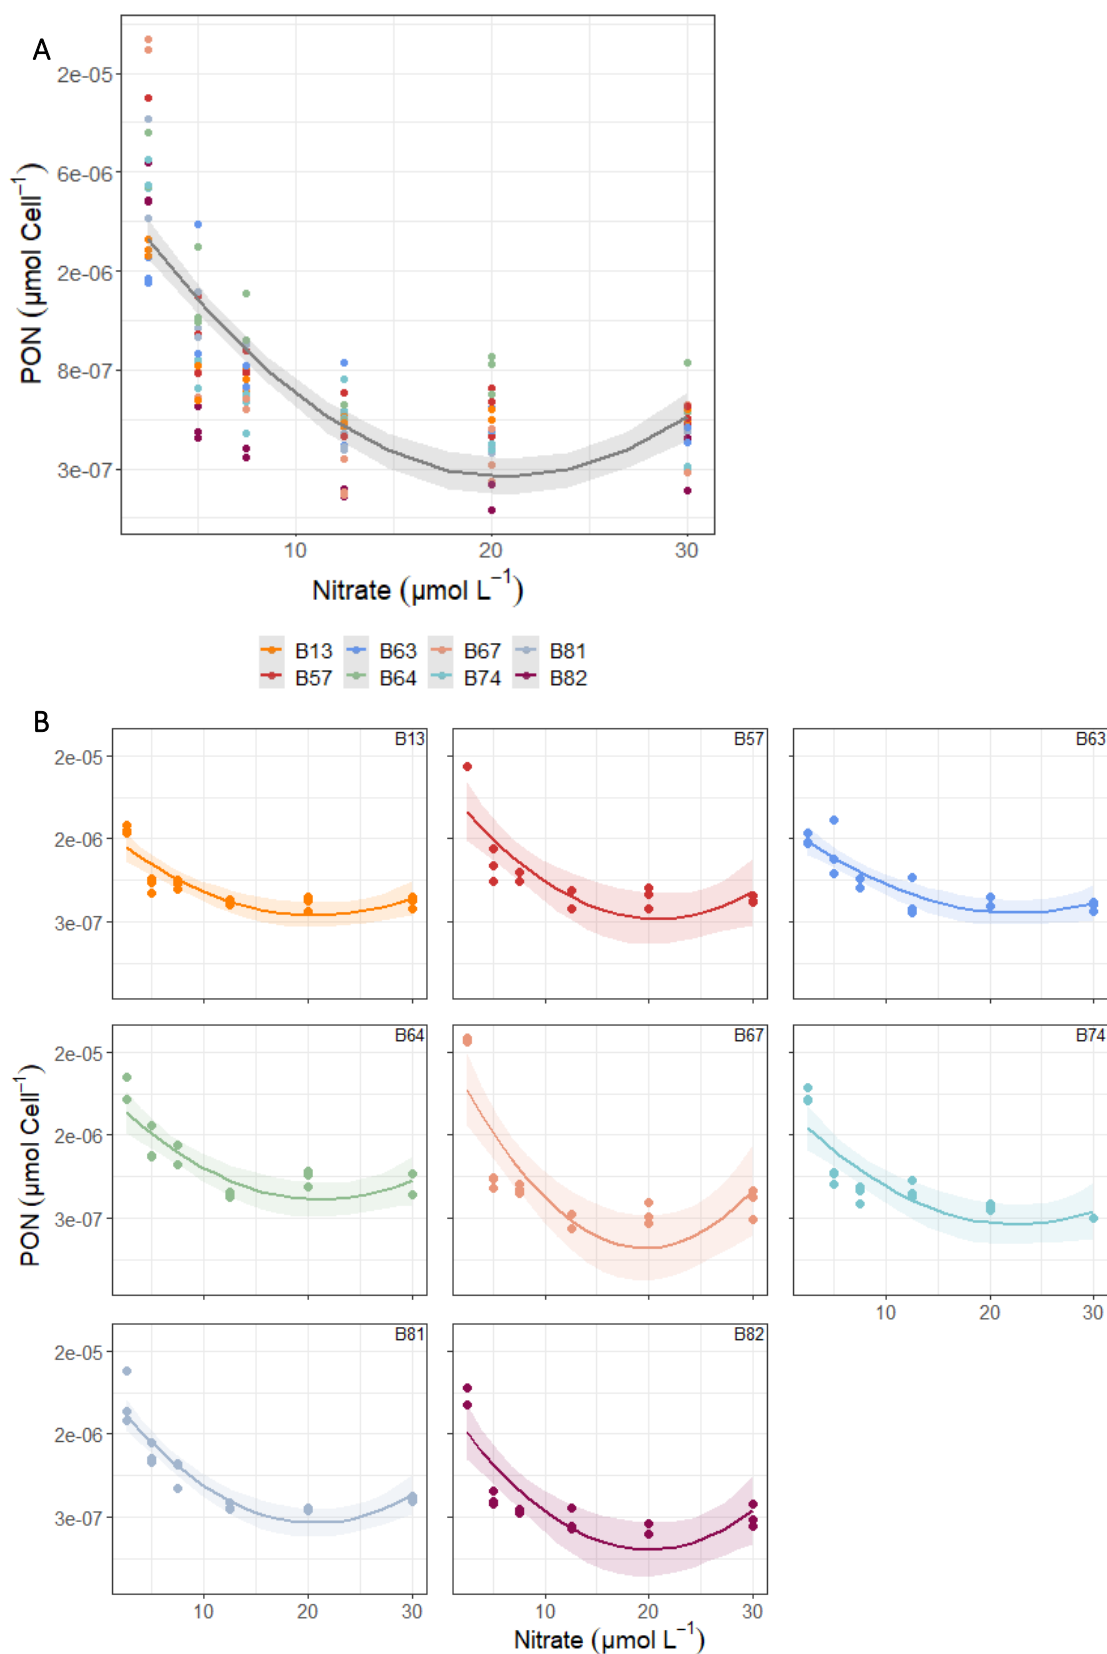 A
2e-05
6e-06
2e-06
8e-07
3e-07
PON (µmol Cell⁻¹)
10 20 30
Nitrate (µmol L⁻¹)
B13 B63 B67 B81
B57 B64 B74 B82
B
B13 B57 B63
2e-05
2e-06
3e-07
B64 B67 B74
2e-05
2e-06
3e-07
PON (µmol Cell⁻¹)
10 20 30
B81 B82
2e-05
2e-06
3e-07
10 20 30 10 20 30
Nitrate (µmol L⁻¹)